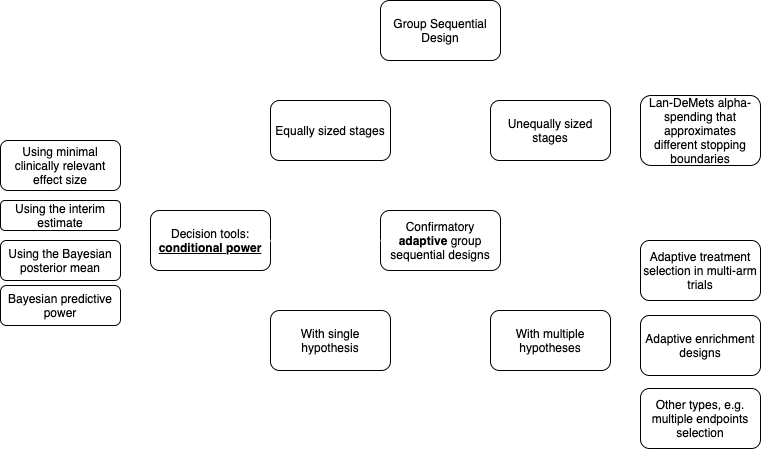 Group Sequential
Design
Equally sized stages
Unequally sized
stages
Lan-DeMets alpha-
spending that
approximates
different stopping
boundaries
Using minimal
clinically relevant
effect size
Using the interim
estimate
Using the Bayesian
posterior mean
Bayesian predictive
power
Decision tools:
conditional power
Confirmatory
adaptive group
sequential designs
Adaptive treatment
selection in multi-arm
trials
With single
hypothesis
With multiple
hypotheses
Adaptive enrichment
designs
Other types, e.g.
multiple endpoints
selection